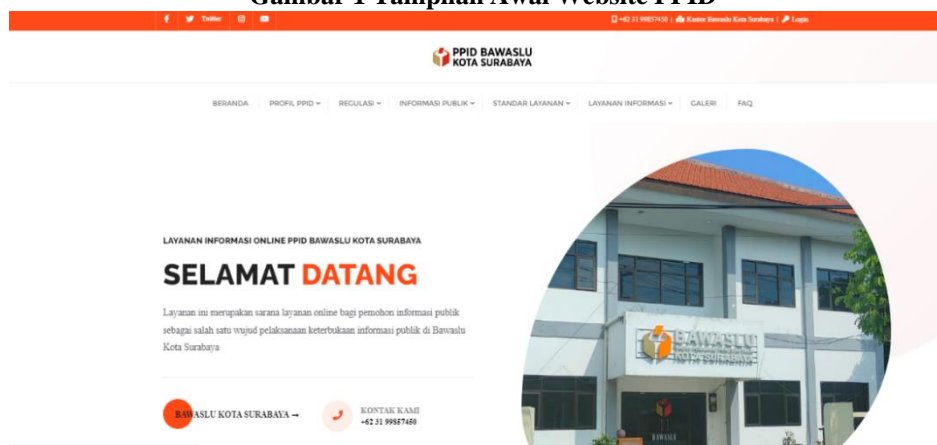 Gambar 1 Tampilan Awal Website PPID
Twitter
+62 31 99857450 | Kantor Bawaslu Kota Surabaya | Login
PPID BAWASLU
KOTA SURABAYA
BERANDA PROFIL PPID REGULASI INFORMASI PUBLIK STANDAR LAYANAN LAYANAN INFORMASI GALERI FAQ
LAYANAN INFORMASI ONLINE PPID BAWASLU KOTA SURABAYA
SELAMAT DATANG
Layanan ini merupakan sarana layanan online bagi pemohon informasi publik
sebagai salah satu wujud pelaksanaan keterbukaan informasi publik di Bawaslu
Kota Surabaya
BAWASLU KOTA SURABAYA →
KONTAK KAMI
+62 31 99857450
BAWASLU
KOTA SURABAYA
BAWASLU